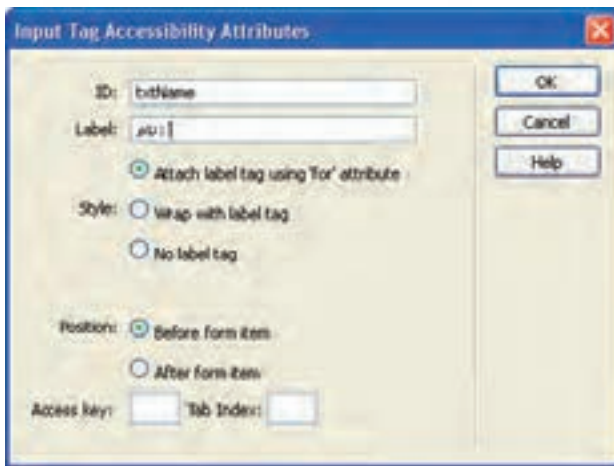 Input Tag Accessibility Attributes
ID: txtName
OK
Label: نام:
Cancel
Attach label tag using 'for' attribute
Help
Style: Wrap with label tag
No label tag
Position: Before form item
After form item
Access key: Tab Index: